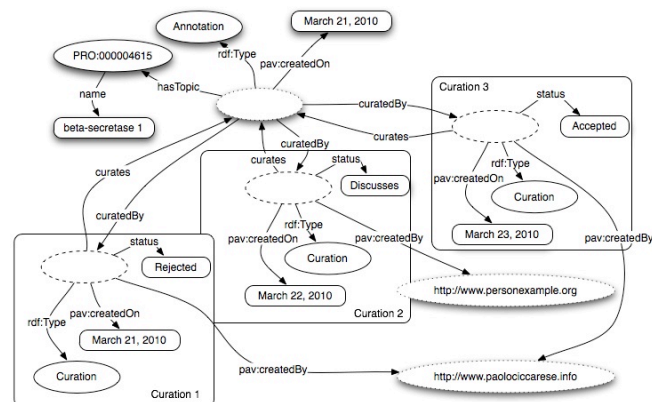 Annotation
March 21, 2010
rdf:Type
pav:createdOn
PRO:000004615
hasTopic
name
beta-secretase 1
curatedBy
curates
Curation 3
status
Accepted
rdf:Type
pav:createdOn
Curation
March 23, 2010
pav:createdBy
curates
curatedBy
status
Discusses
rdf:Type
pav:createdOn
pav:createdBy
Curation
March 22, 2010
Curation 2
curates
curatedBy
status
Rejected
rdf:Type
pav:createdOn
March 21, 2010
Curation
Curation 1
pav:createdBy
http://www.personexample.org
http://www.paolociccarese.info